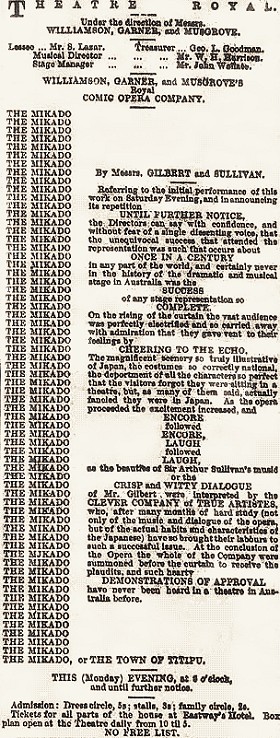 THEATRE ROYAL.
Under the direction of Messrs.
WILLIAMSON, GARNER, and MUSGROVE.
Lessee ... Mr. S. Lazar. Treasurer... Geo. L. Goodman.
Musical Director ... ... Mr. W. H. Harrison.
Stage Manager ... ... Mr. John Wallace.
WILLIAMSON, GARNER, and MUSGROVE'S
Royal
COMIC OPERA COMPANY.
THE MIKADO
THE MIKADO
THE MIKADO
THE MIKADO
THE MIKADO
THE MIKADO
THE MIKADO By Messrs. GILBERT and SULLIVAN.
THE MIKADO
THE MIKADO Referring to the initial performance of this
THE MIKADO work on Saturday Evening, and in announcing
THE MIKADO its repetition
THE MIKADO UNTIL FURTHER NOTICE,
THE MIKADO the Directors can say with confidence, and
THE MIKADO without fear of a single dissenting voice, that
THE MIKADO the unequivocal success that attended the
THE MIKADO representation was such that occurs about
THE MIKADO ONCE IN A CENTURY
THE MIKADO in any part of the world, and certainly never
THE MIKADO in the history of the dramatic and musical
THE MIKADO stage in Australia was the
THE MIKADO SUCCESS
THE MIKADO of any stage representation so
THE MIKADO COMPLETE.
THE MIKADO On the rising of the curtain the vast audience
THE MIKADO was perfectly electrified and so carried away
THE MIKADO with admiration that they gave vent to their
THE MIKADO feelings by
THE MIKADO CHEERING TO THE ECHO.
THE MIKADO The magnificent scenery so truly illustrative
THE MIKADO of Japan, the costumes so correctly national,
THE MIKADO the deportment of all the characters so perfect
THE MIKADO that the visitors forgot they were sitting in a
THE MIKADO theatre, but, as many of them said, actually
THE MIKADO fancied they were in Japan. As the opera
THE MIKADO proceeded the excitement increased, and
THE MIKADO ENCORE
THE MIKADO followed
THE MIKADO ENCORE,
THE MIKADO LAUGH
THE MIKADO followed
THE MIKADO LAUGH,
THE MIKADO as the beauties of Sir Arthur Sullivan's music
THE MIKADO or the
THE MIKADO CRISP and WITTY DIALOGUE
THE MIKADO of Mr. Gilbert were interpreted by the
THE MIKADO CLEVER COMPANY of TRUE ARTISTES,
THE MIKADO who, after many months of hard study (not
THE MIKADO only of the music and dialogue of the opera,
THE MIKADO but of the actual habits and characteristics of
THE MIKADO the Japanese) have so brought their labours to
THE MIKADO such a successful issue. At the conclusion of
THE MIKADO the Opera the whole of the Company were
THE MIKADO summoned before the curtain to receive the
THE MIKADO plaudits, and such hearty
THE MIKADO DEMONSTRATIONS OF APPROVAL
THE MIKADO have never been heard in a theatre in Aus-
THE MIKADO tralia before.
THE MIKADO
THE MIKADO
THE MIKADO
THE MIKADO
THE MIKADO, or THE TOWN OF TITIPU.
THIS (Monday) EVENING, at 8 o'clock,
and until further notice.
Admission: Dress circle, 5s; stalls, 3s; family circle, 2s.
Tickets for all parts of the house at Eastway's Hotel. Box
plan open at the Theatre daily from 10 till 5.
NO FREE LIST.